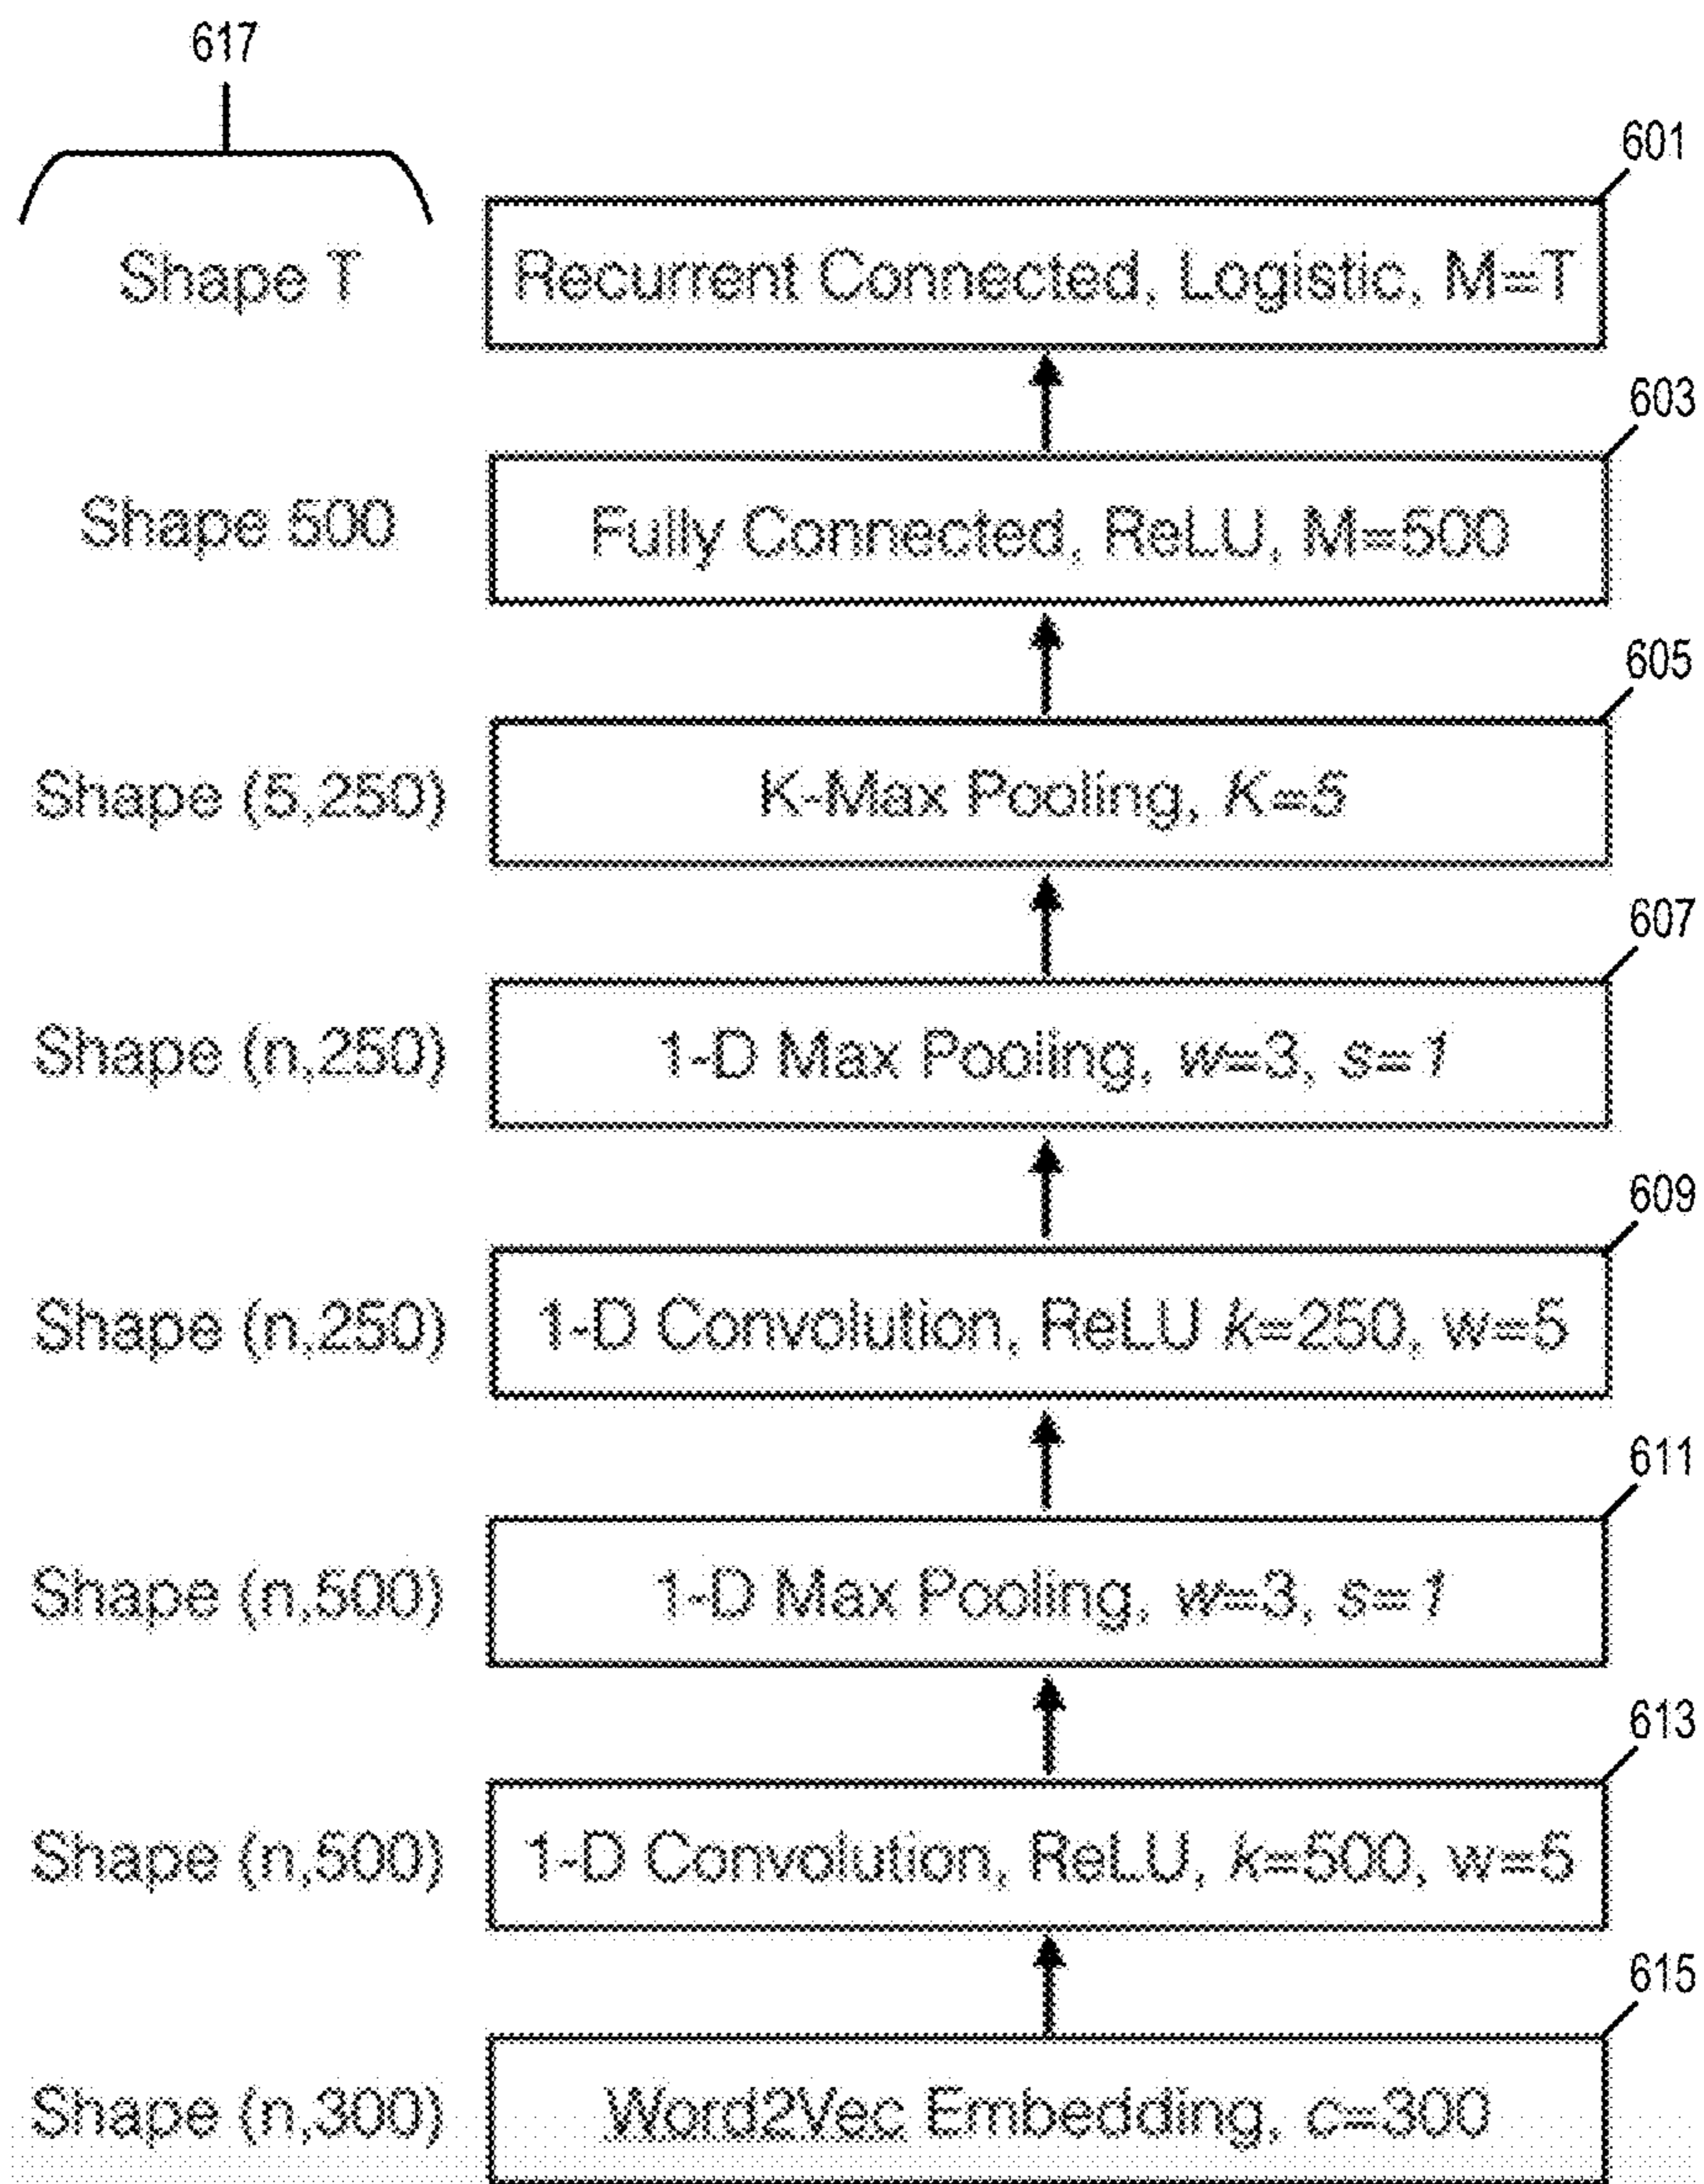 617
601
Shape T
Recurrent Connected, Logistic, M=T
603
Shape 500
Fully Connected, ReLU, M=500
605
Shape (5,250)
K-Max Pooling, K=5
607
Shape (n,250)
1-D Max Pooling, w=3, s=1
609
Shape (n,250)
1-D Convolution, ReLU k=250, w=5
611
Shape (n,500)
1-D Max Pooling, w=3, s=1
613
Shape (n,500)
1-D Convolution, ReLU, k=500, w=5
615
Shape (n,300)
Word2Vec Embedding, c=300